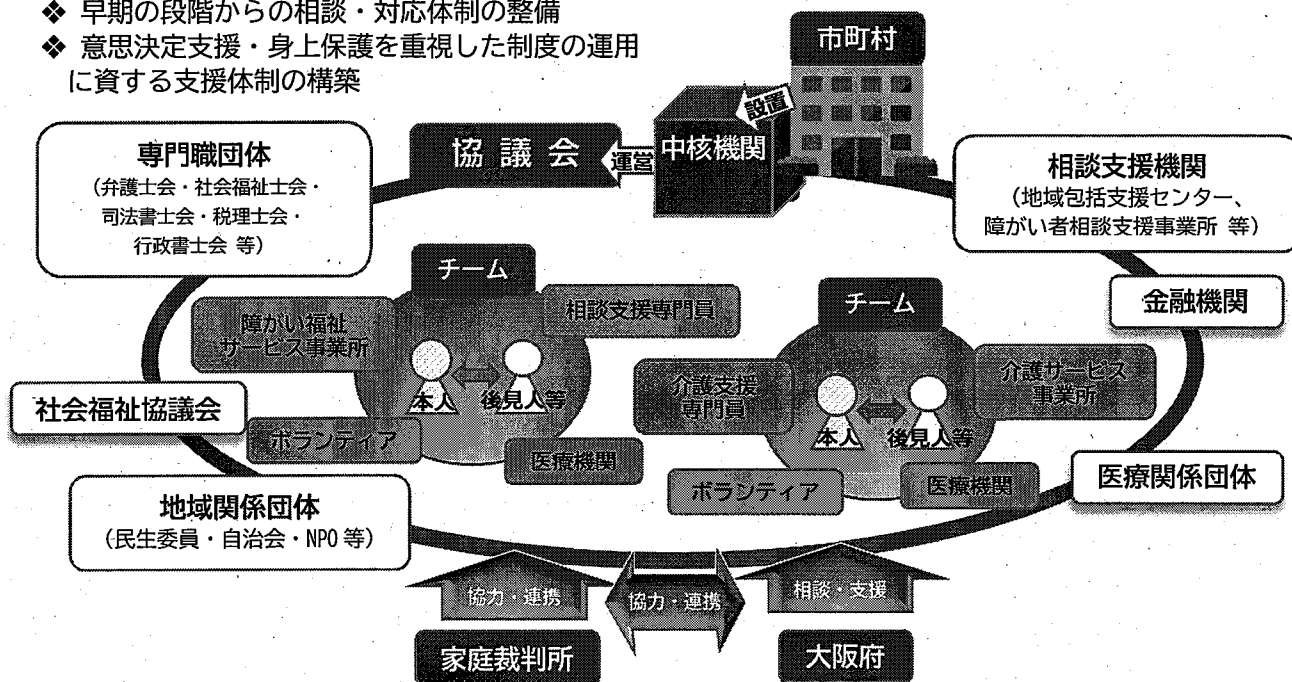 ❖ 早期の段階からの相談・対応体制の整備
❖ 意思決定支援・身上保護を重視した制度の運用
に資する支援体制の構築
市町村
設置
協議会
運営
中核機関
専門職団体
(弁護士会・社会福祉士会・
司法書士会・税理士会・
行政書士会 等)
相談支援機関
(地域包括支援センター、
障がい者相談支援事業所 等)
チーム
障がい福祉
サービス事業所
相談支援専門員
本人
後見人等
ボランティア
医療機関
チーム
介護支援
専門員
介護サービス
事業所
本人
後見人等
ボランティア
医療機関
金融機関
社会福祉協議会
医療関係団体
地域関係団体
(民生委員・自治会・NPO 等)
協力・連携
協力・連携
相談・支援
家庭裁判所
大阪府